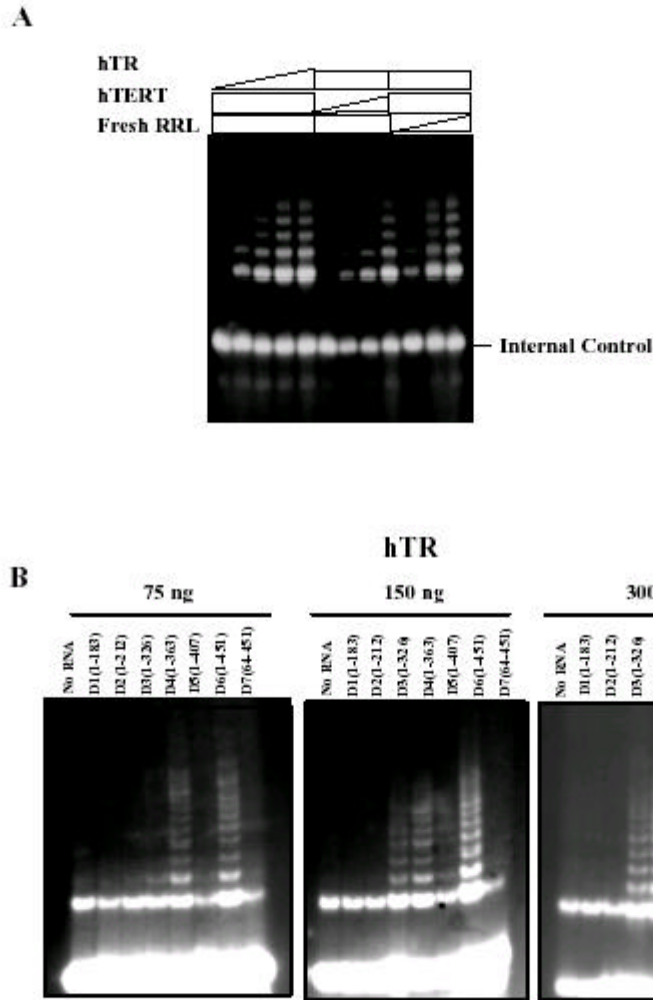 A
hTR
hTERT
Fresh RRL
Internal Control
hTR
B
75 ng
150 ng
300
No RNA
D1(1-183)
D2(1-212)
D3(1-326)
D4(1-363)
D5(1-407)
D6(1-451)
D7(64-451)
No RNA
D1(1-183)
D2(1-212)
D3(1-326)
D4(1-363)
D5(1-407)
D6(1-451)
D7(64-451)
No RNA
D1(1-183)
D2(1-212)
D3(1-326)